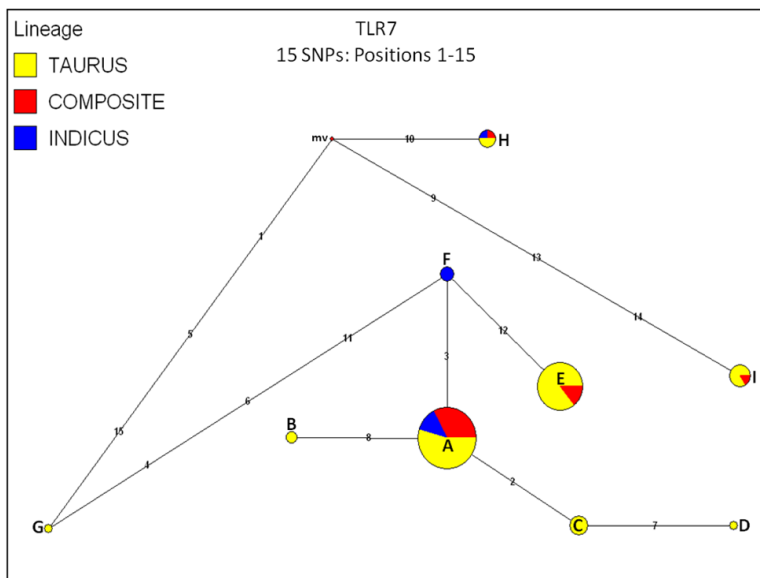 Lineage
TLR7
15 SNPs: Positions 1-15
TAURUS
COMPOSITE
INDICUS
mv
10
H
9
1
F
13
14
12
5
11
3
I
E
6
B
8
A
15
4
2
G
C
7
D